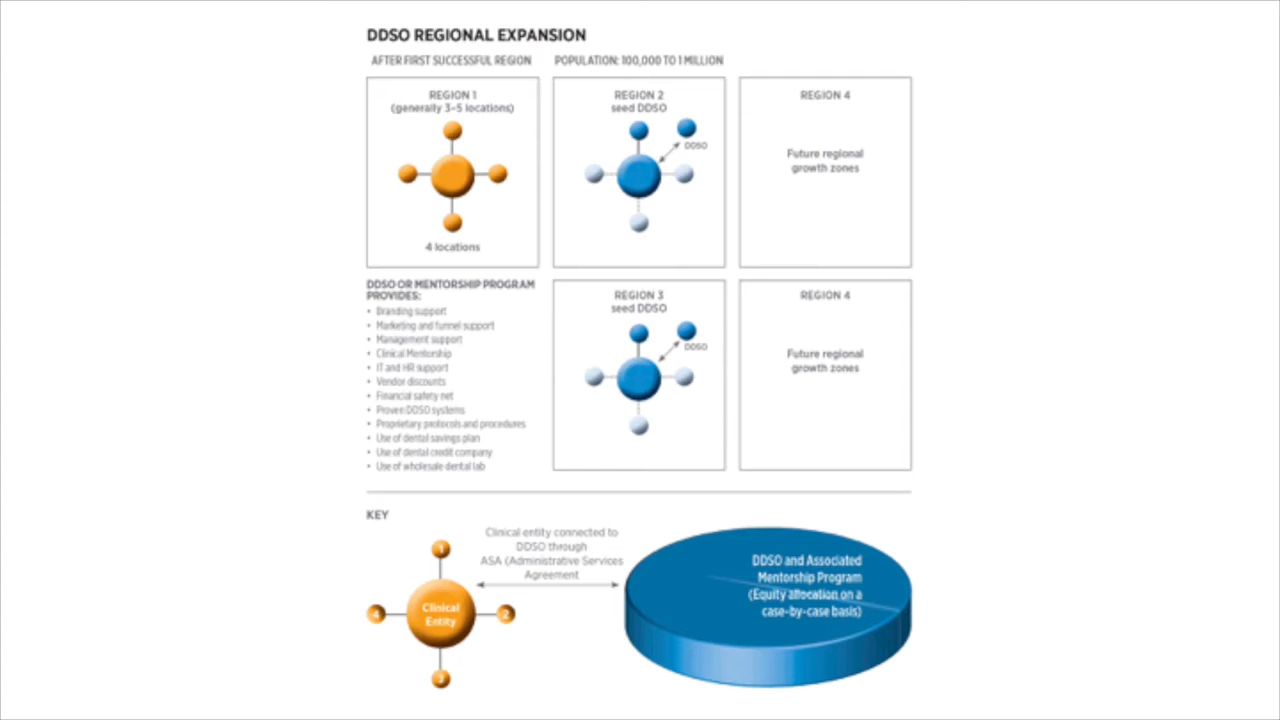 DDSO REGIONAL EXPANSION
AFTER FIRST SUCCESSFUL REGION
POPULATION: 100,000 TO 1 MILLION
REGION 1
(generally 3–5 locations)
4 locations
REGION 2
seed DDSO
DDSO
REGION 4
Future regional
growth zones
DDSO OR MENTORSHIP PROGRAM
PROVIDES:
• Branding support
• Marketing and funnel support
• Management support
• Clinical Mentorship
• IT and HR support
• Vendor discounts
• Financial safety net
• Proven DDSO systems
• Proprietary protocols and procedures
• Use of dental savings plan
• Use of dental credit company
• Use of wholesale dental lab
REGION 3
seed DDSO
DDSO
REGION 4
Future regional
growth zones
KEY
1
4
Clinical
Entity
2
3
Clinical entity connected to
DDSO through
ASA (Administrative Services
Agreement
DDSO and Associated
Mentorship Program
(Equity allocation on a
case-by-case basis)